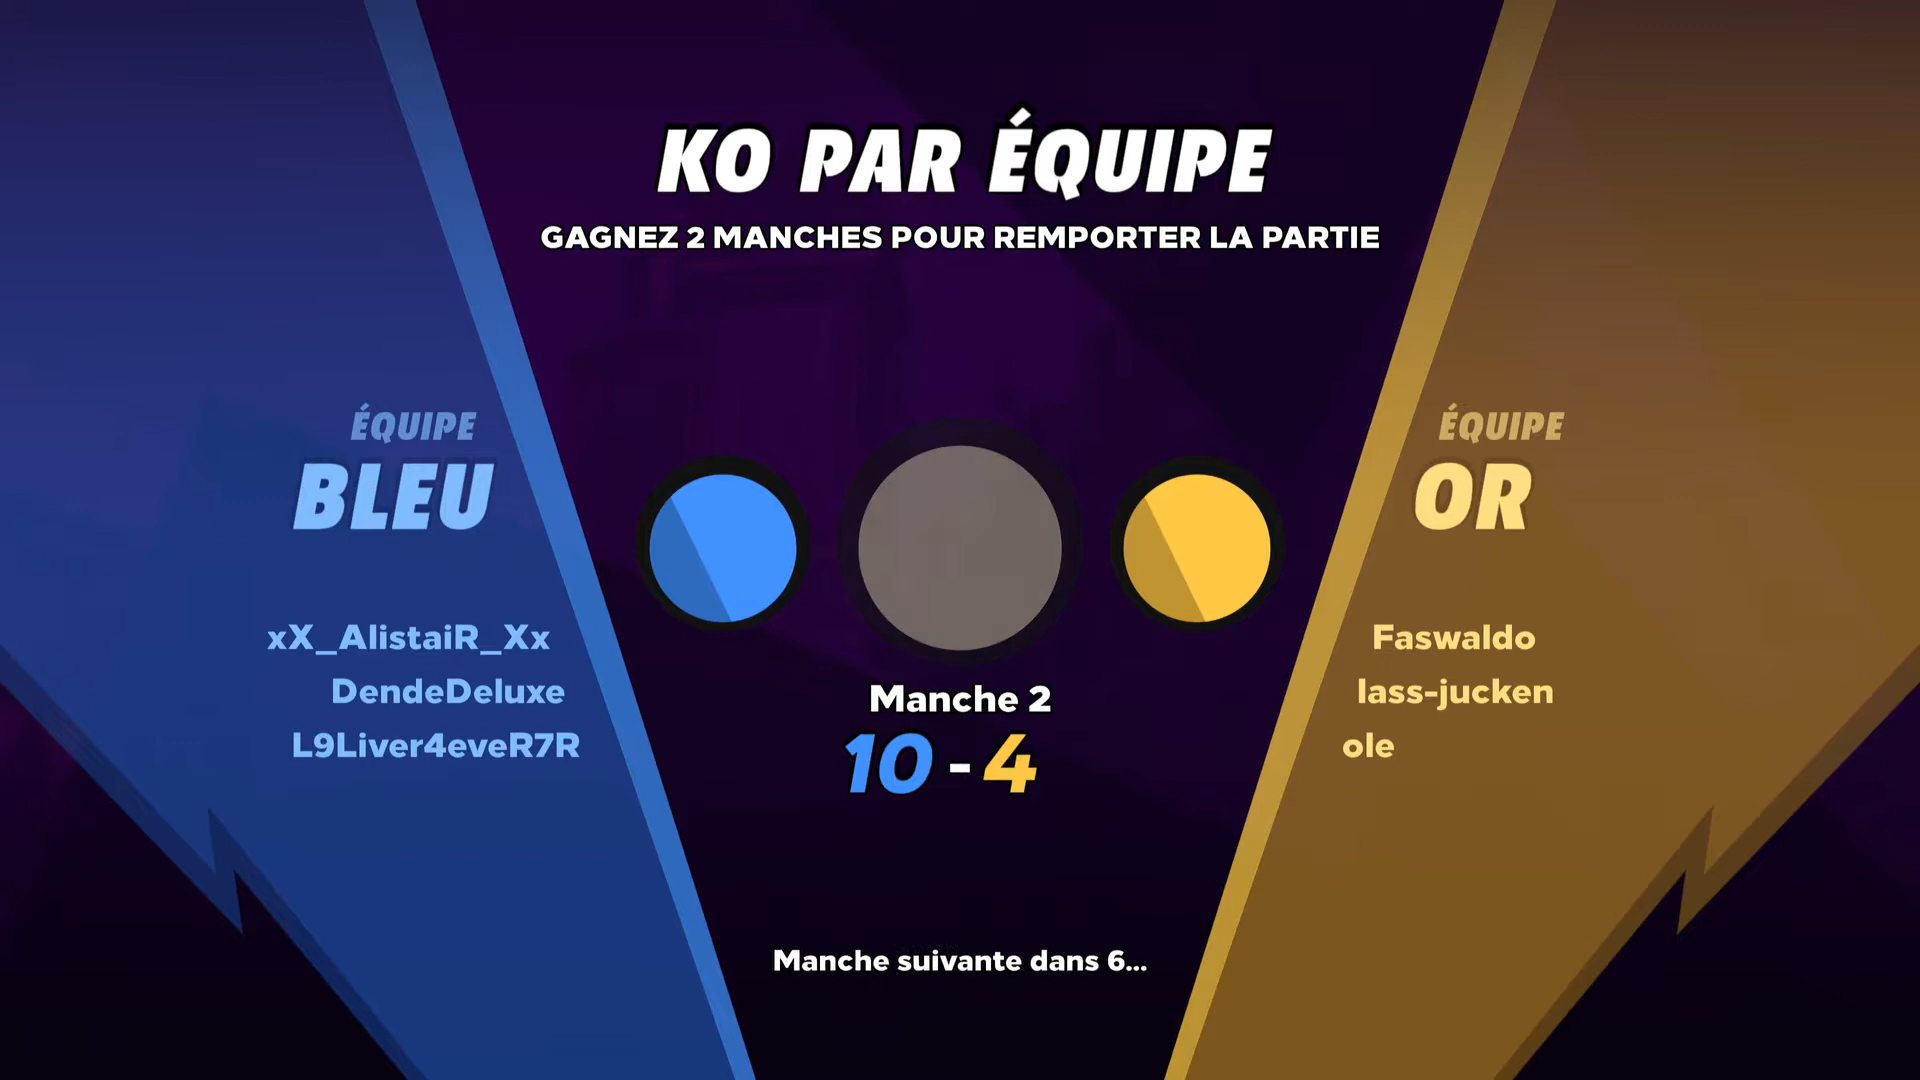 KO PAR ÉQUIPE
GAGNEZ 2 MANCHES POUR REMPORTER LA PARTIE
ÉQUIPE
BLEU
xX_AlistaiR_Xx
DendeDeluxe
L9Liver4eveR7R
Manche 2
10 - 4
ÉQUIPE
OR
Faswaldo
lass-jucken
ole
Manche suivante dans 6...